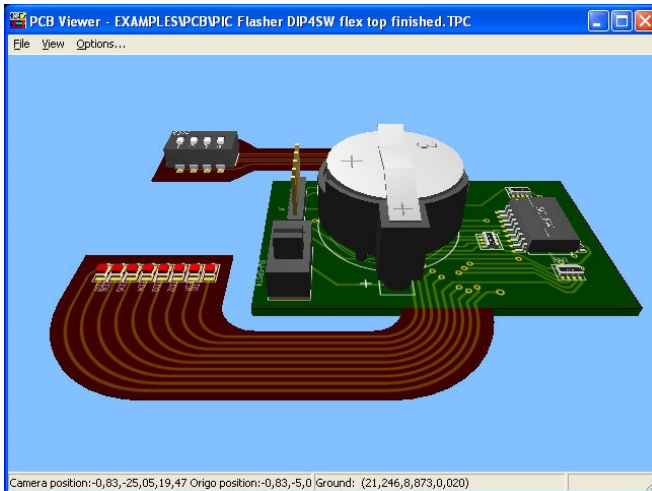 PCB Viewer - EXAMPLES\PCB\PIC Flasher DIP4SW flex top finished.TPC
File View Options...
+
+
+
Camera position:-0,83,-25,05,19,47 Origo position:-0,83,-5,0 Ground: (21,246,8,873,0,020)